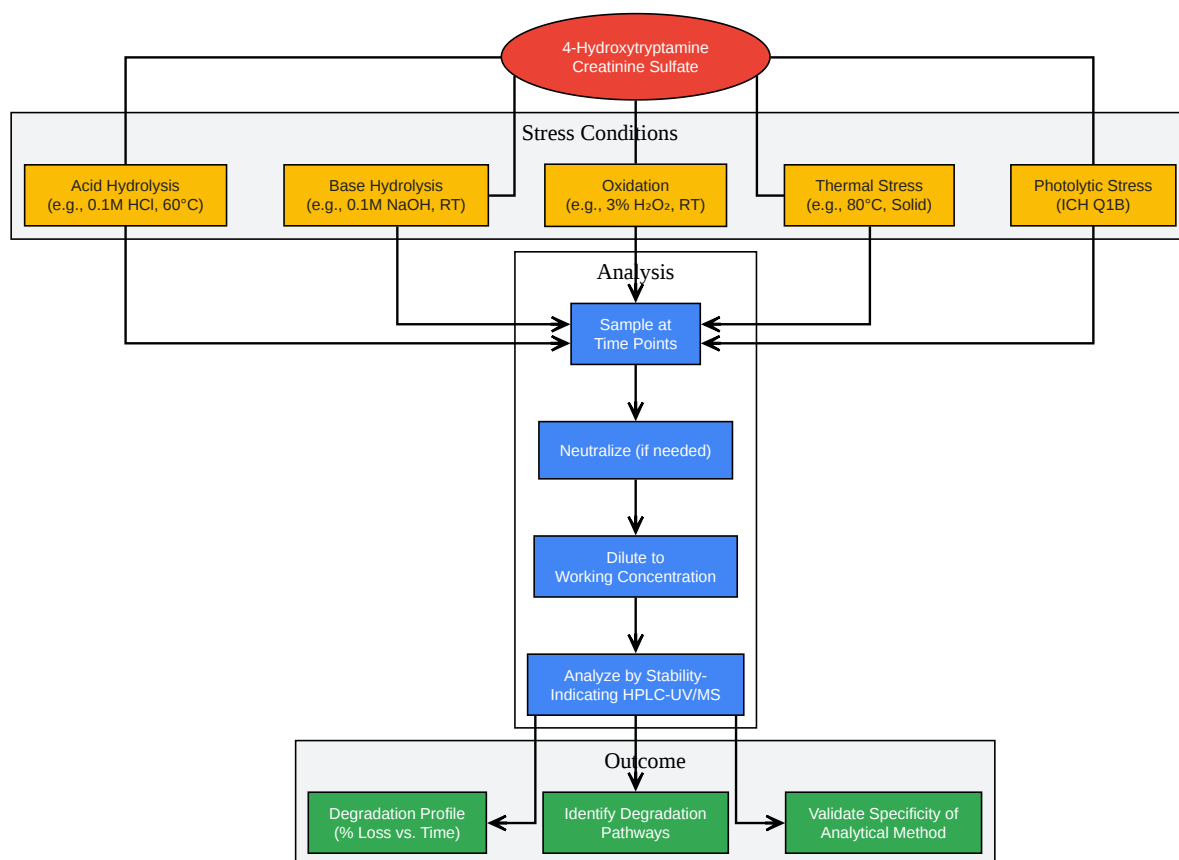 4-Hydroxytryptamine
Creatinine Sulfate
Stress Conditions
Acid Hydrolysis
(e.g., 0.1M HCl, 60°C)
Base Hydrolysis
(e.g., 0.1M NaOH, RT)
Oxidation
(e.g., 3% H₂O₂, RT)
Thermal Stress
(e.g., 80°C, Solid)
Photolytic Stress
(ICH Q1B)
Analysis
Sample at
Time Points
Neutralize (if needed)
Dilute to
Working Concentration
Analyze by Stability-
Indicating HPLC-UV/MS
Outcome
Degradation Profile
(% Loss vs. Time)
Identify Degradation
Pathways
Validate Specificity of
Analytical Method